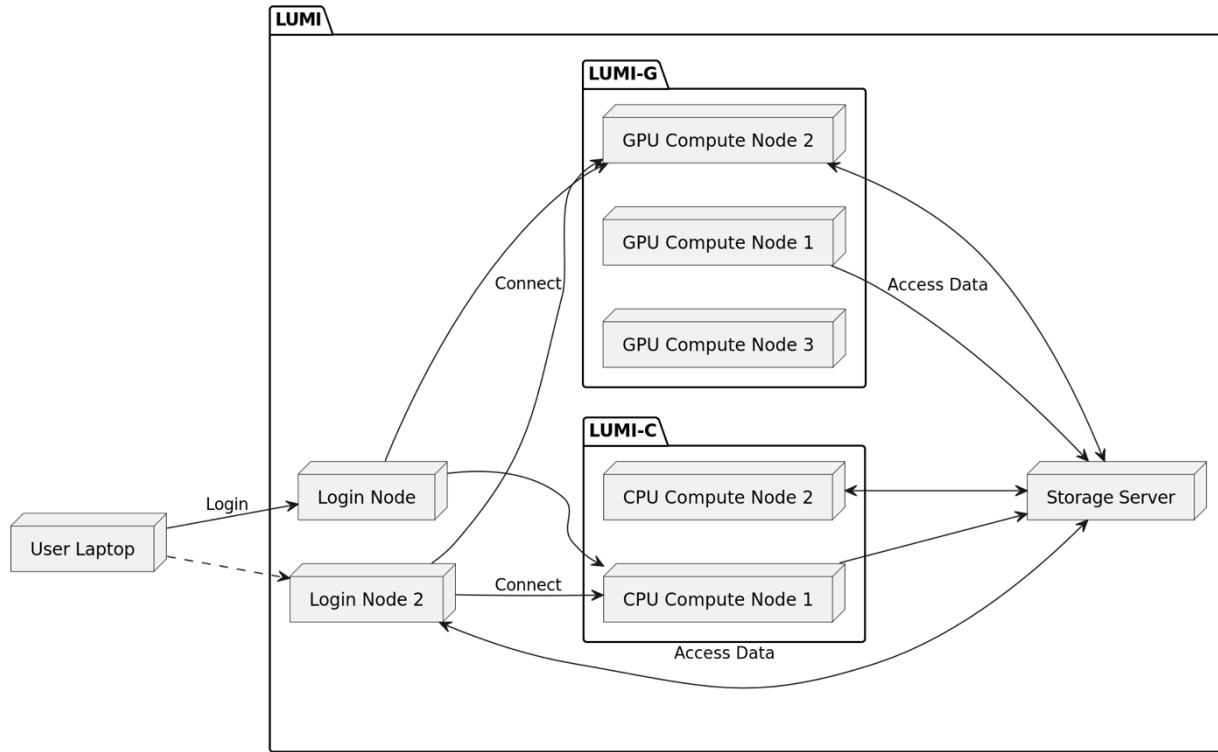 LUMI
LUMI-G
GPU Compute Node 2
GPU Compute Node 1
Connect
Access Data
GPU Compute Node 3
LUMI-C
Login Node
CPU Compute Node 2
Storage Server
Login
User Laptop
Connect
Login Node 2
CPU Compute Node 1
Access Data